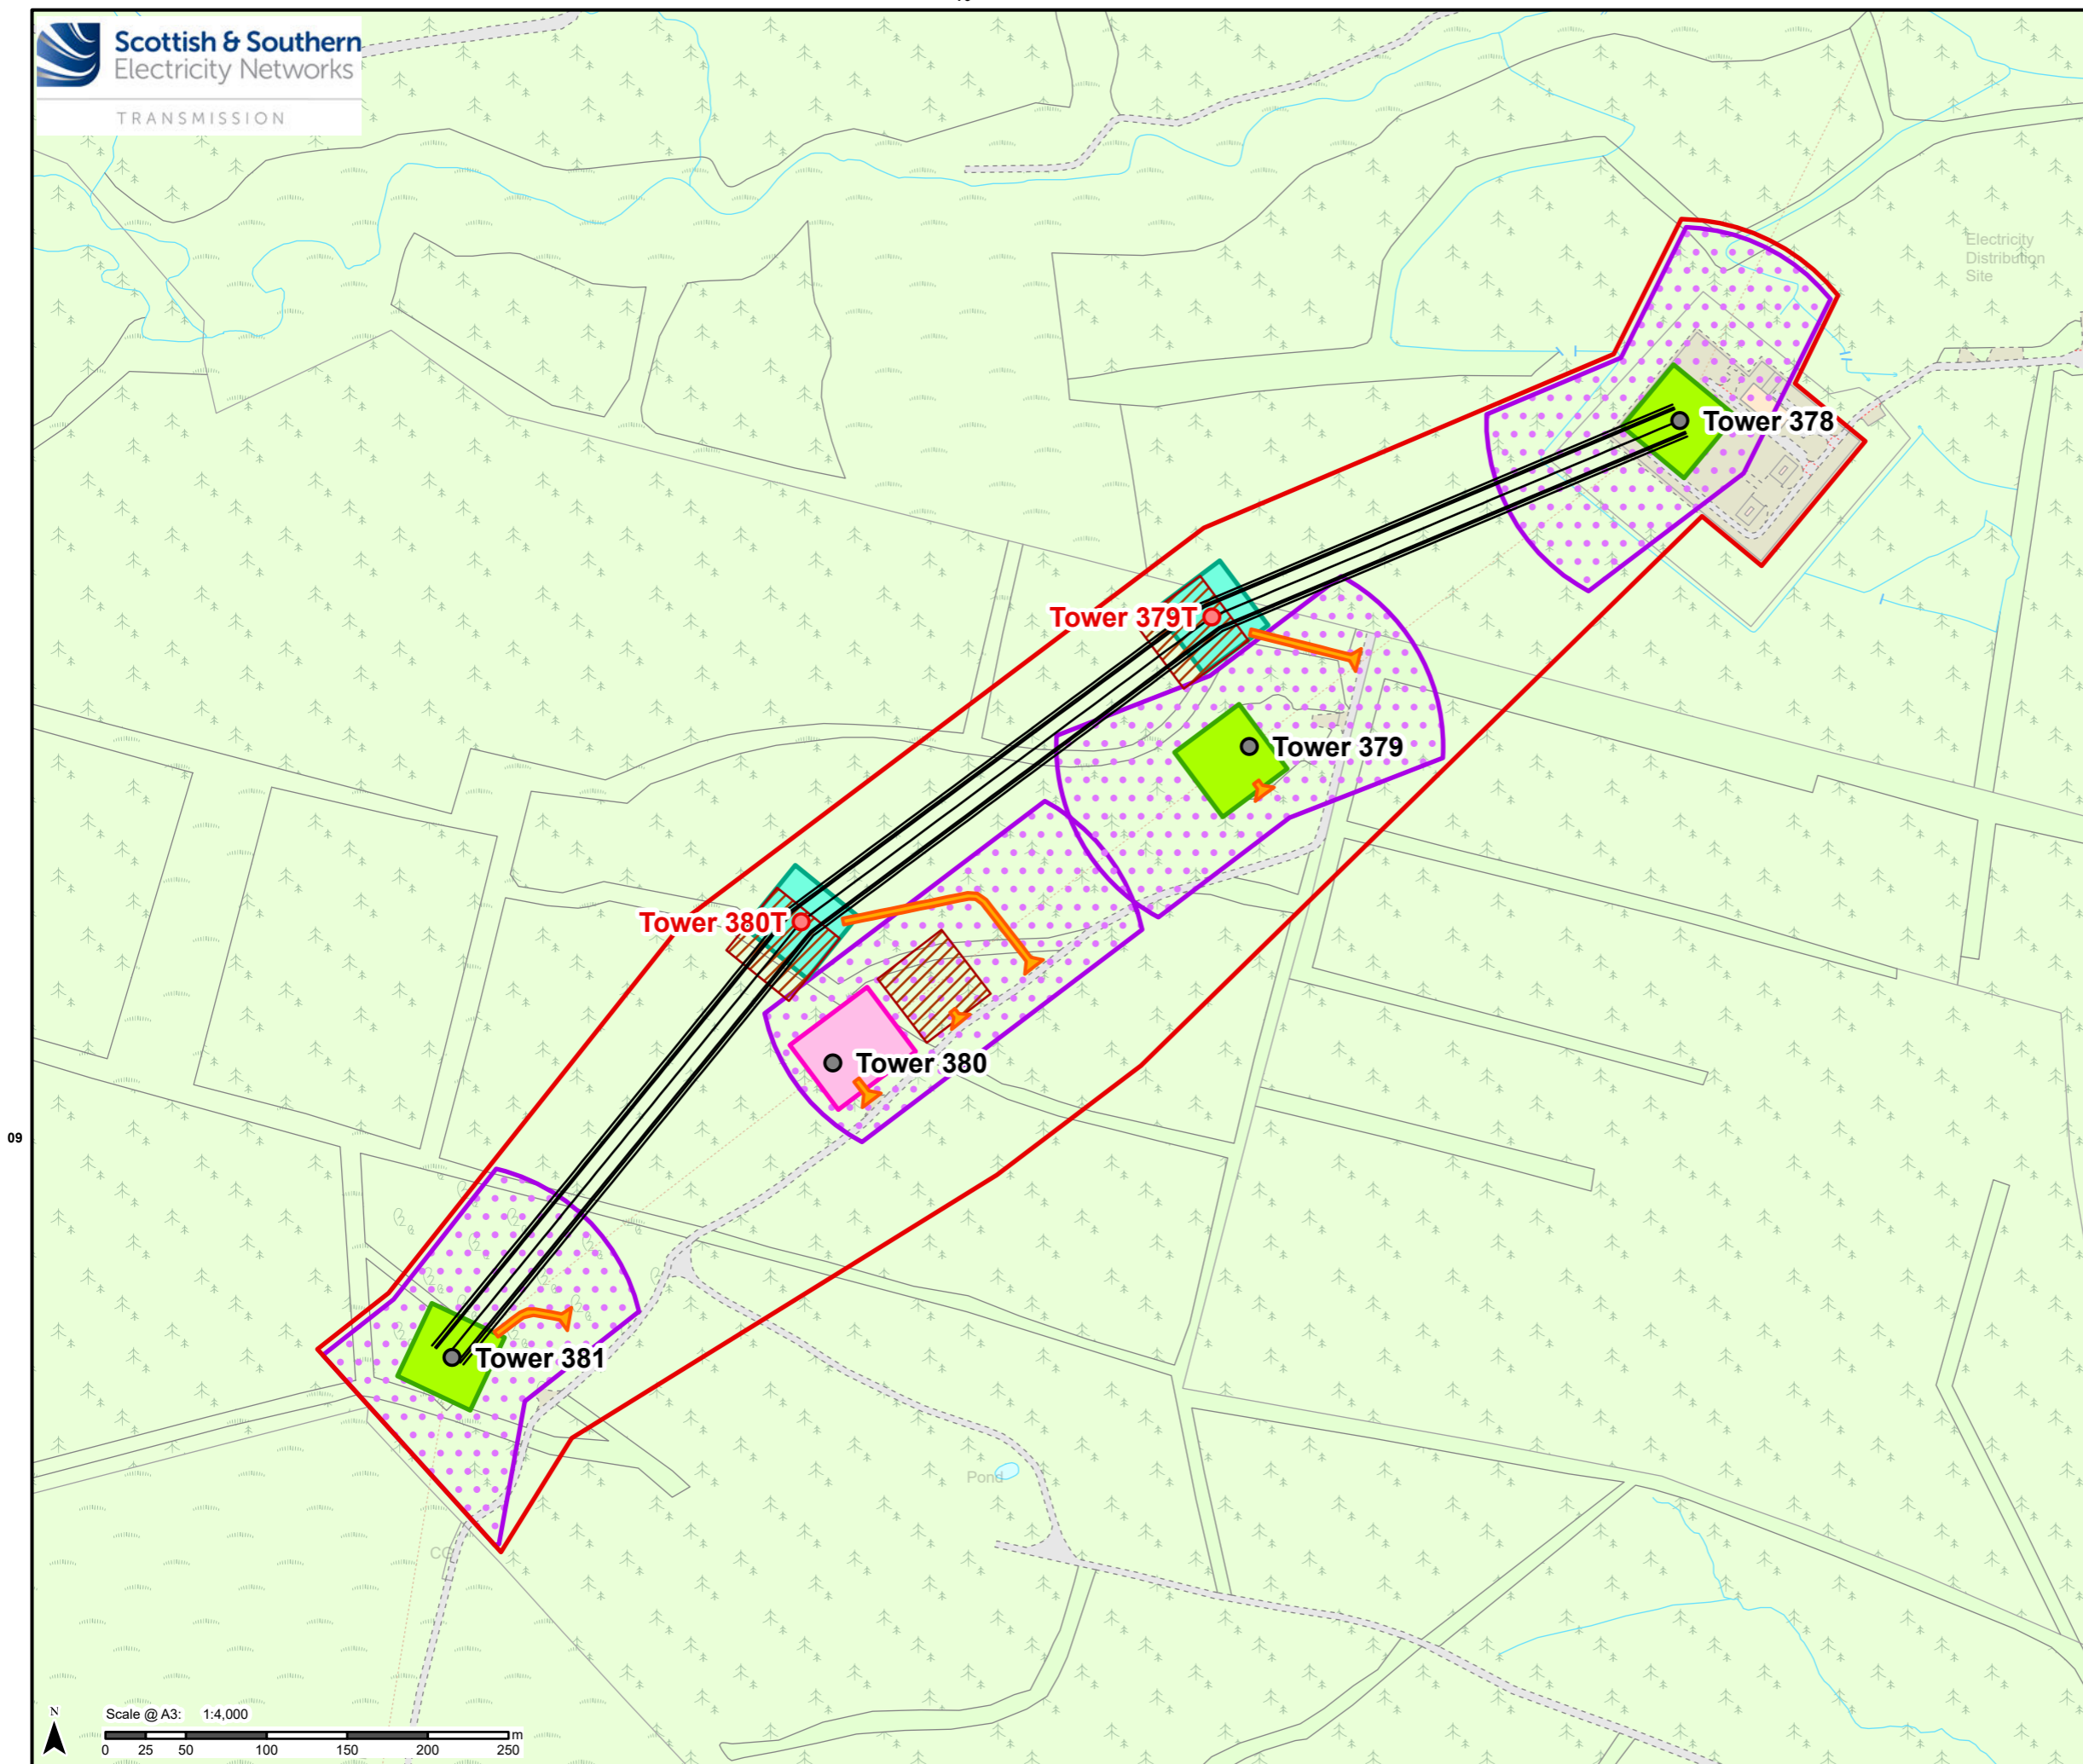 Scottish & Southern
Electricity Networks
TRANSMISSION
Electricity
Distribution
Site
Tower 378
Tower 379T
Tower 379
Tower 380T
Tower 380
09
Tower 381
Pond
CG
N
Scale @ A3: 1:4,000
m
0 25 50 100 150 200 250